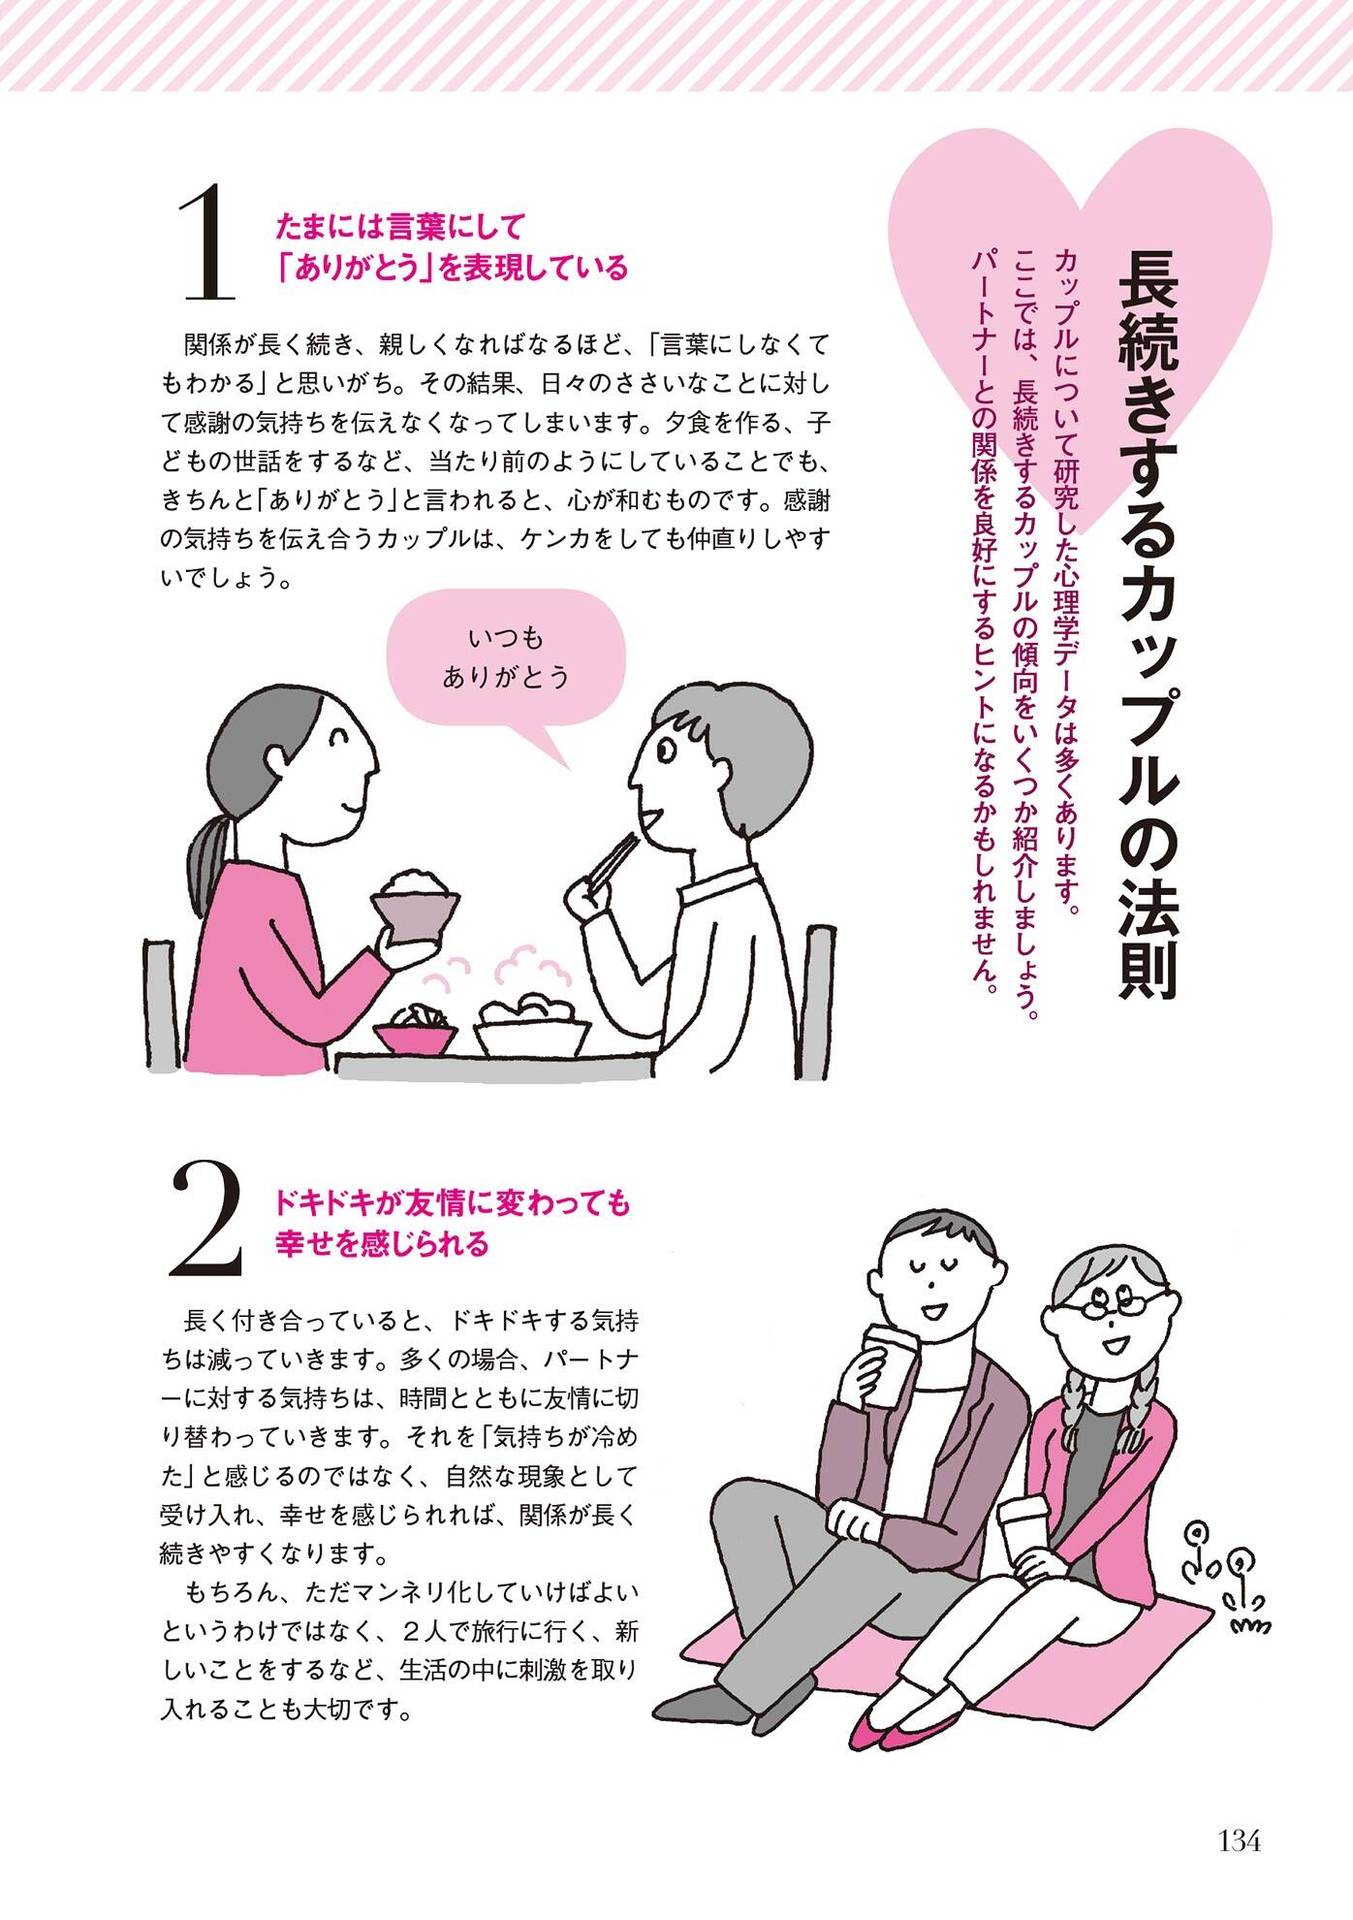 長続きするカップルの法則
カップルについて研究した心理学データは多くあります。
ここでは、長続きするカップルの傾向をいくつか紹介しましょう。
パートナーとの関係を良好にするヒントになるかもしれません。
1
たまには言葉にして
「ありがとう」を表現している
関係が長く続き、親しくなればなるほど、「言葉にしなくて
もわかる」と思いがち。その結果、日々のささいなことに対し
て感謝の気持ちを伝えなくなってしまいます。夕食を作る、子
どもの世話をするなど、当たり前のようにしていることでも、
きちんと「ありがとう」と言われると、心が和むものです。感謝
の気持ちを伝え合うカップルは、ケンカをしても仲直りしやす
いでしょう。
いつも
ありがとう
2
ドキドキが友情に変わっても
幸せを感じられる
長く付き合っていると、ドキドキする気持
ちは減っていきます。多くの場合、パートナ
ーに対する気持ちは、時間とともに友情に切
り替わっていきます。それを「気持ちが冷め
た」と感じるのではなく、自然な現象として
受け入れ、幸せを感じられれば、関係が長く
続きやすくなります。
もちろん、ただマンネリ化していけばよい
というわけではなく、２人で旅行に行く、新
しいことをするなど、生活の中に刺激を取り
入れることも大切です。
134